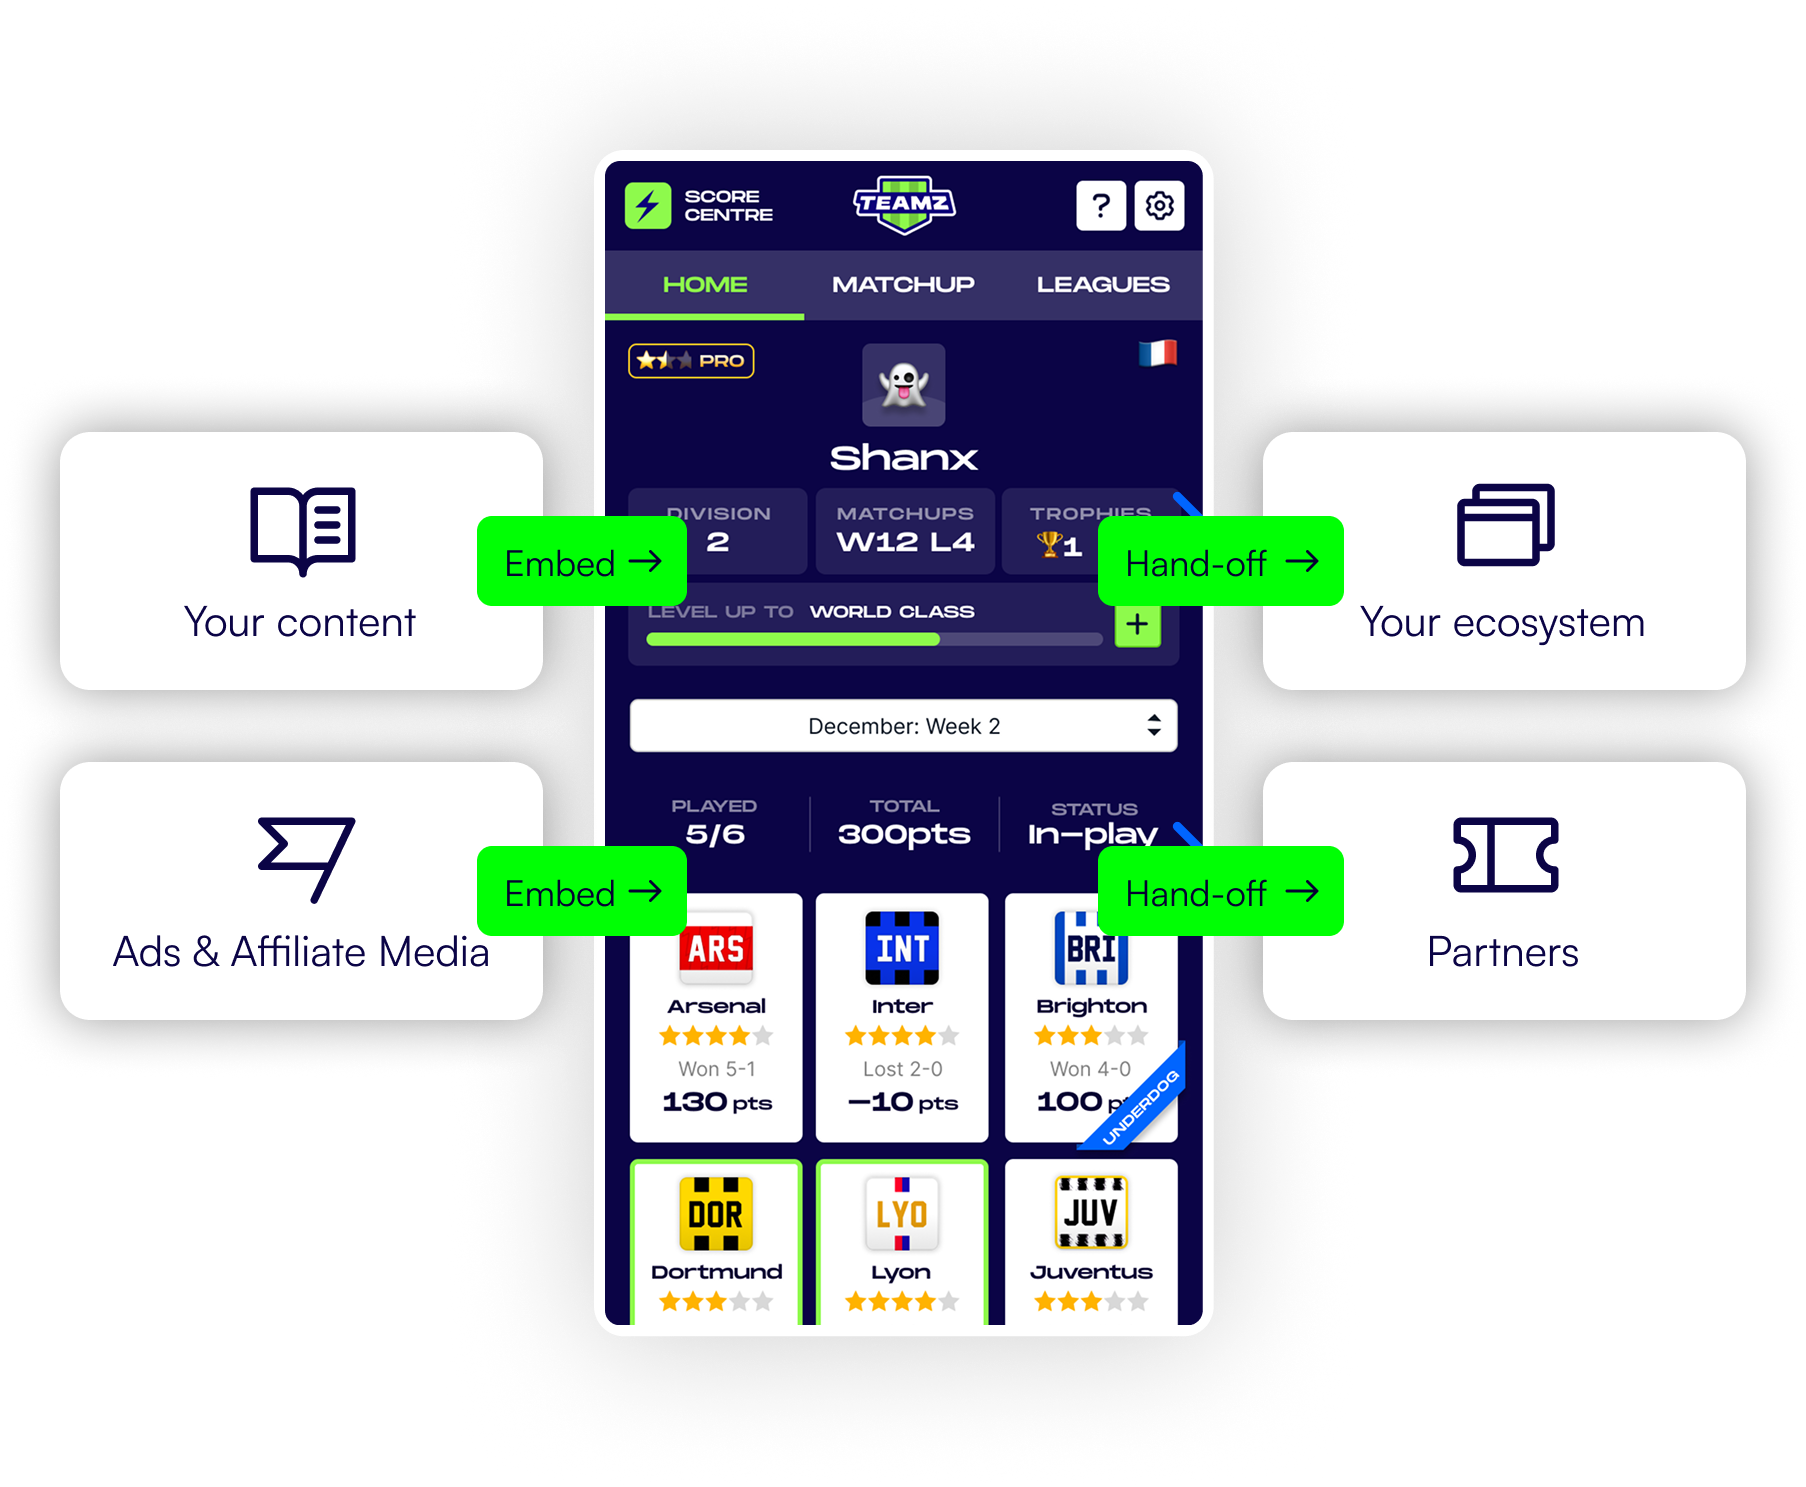 SCORE
CENTRE
TEAMZ
?
HOME
MATCHUP
LEAGUES
PRO
Shanx
DIVISION
2
MATCHUPS
W12 L4
TROPHIES
1
LEVEL UP TO WORLD CLASS
+
Your content
Embed →
Hand-off →
Your ecosystem
December: Week 2
PLAYED
5/6
TOTAL
300pts
STATUS
In-play
Ads & Affiliate Media
Embed →
Hand-off →
Partners
ARS
Arsenal
Won 5-1
130 pts
INT
Inter
Lost 2-0
-10 pts
BRI
Brighton
Won 4-0
100
UNDERDOG
DOR
Dortmund
LYO
Lyon
JUV
Juventus